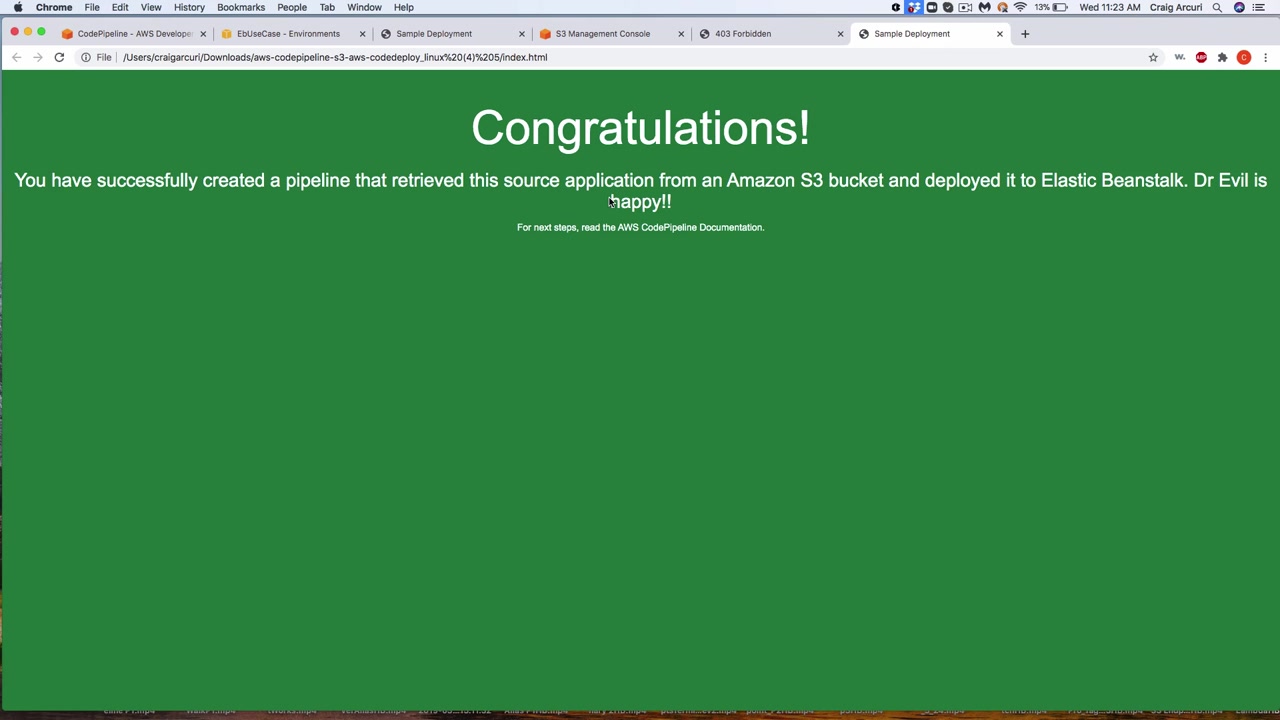 Chrome File Edit View History Bookmarks People Tab Window Help 13% Wed 11:23 AM Craig Arcuri
CodePipeline - AWS Develope EbUseCase - Environments Sample Deployment S3 Management Console 403 Forbidden Sample Deployment
File /Users/craigarcuri/Downloads/aws-codepipeline-s3-aws-codedeploy_linux%20(4)%205/index.html
Congratulations!
You have successfully created a pipeline that retrieved this source application from an Amazon S3 bucket and deployed it to Elastic Beanstalk. Dr Evil is
happy!!
For next steps, read the AWS CodePipeline Documentation.